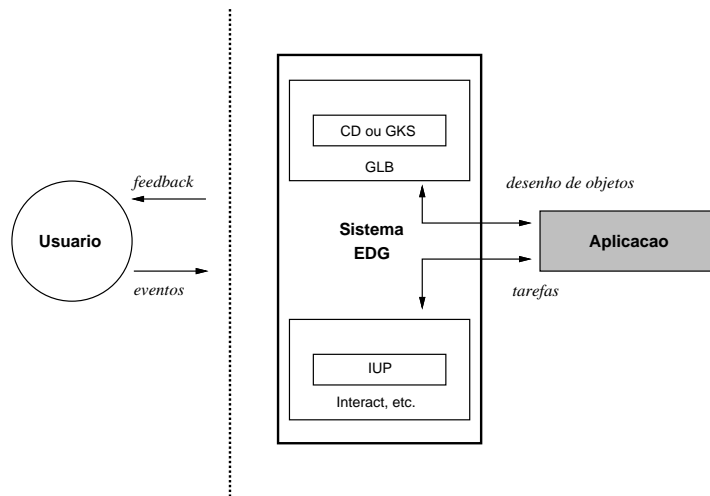 CD ou GKS
GLB
feedback
desenho de objetos
Usuario
Sistema
EDG
Aplicacao
eventos
tarefas
IUP
Interact, etc.